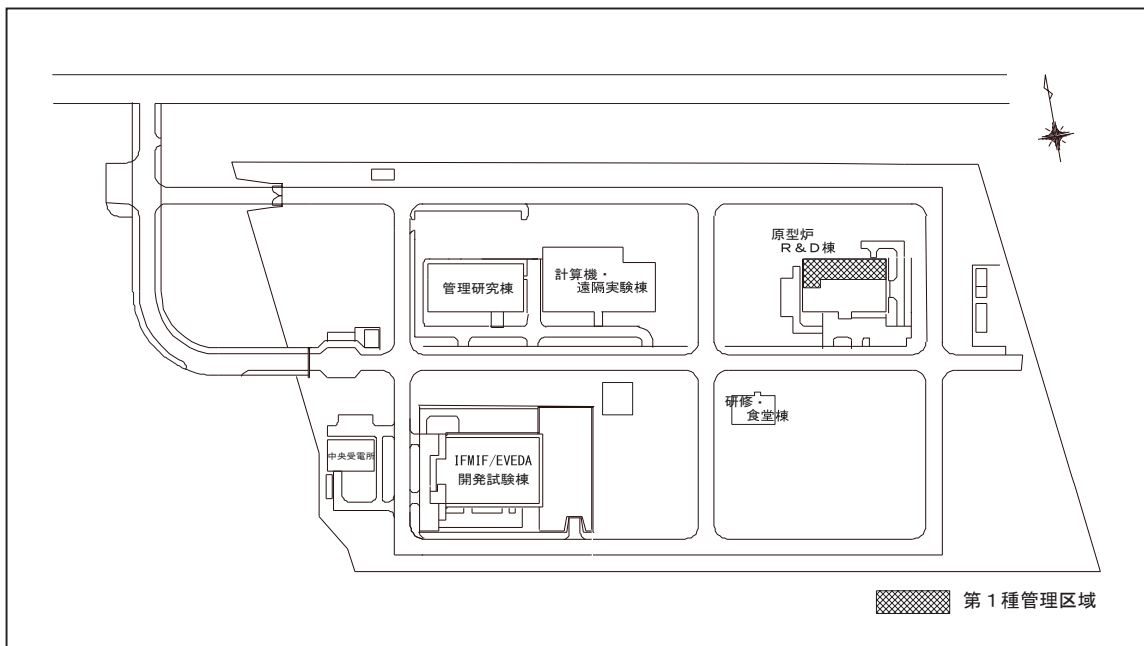 原型炉
R&D棟
管理研究棟
計算機・
遠隔実験棟
研修・
食堂棟
中央受電所
IFMIF/EVEDA
開発試験棟
第1種管理区域